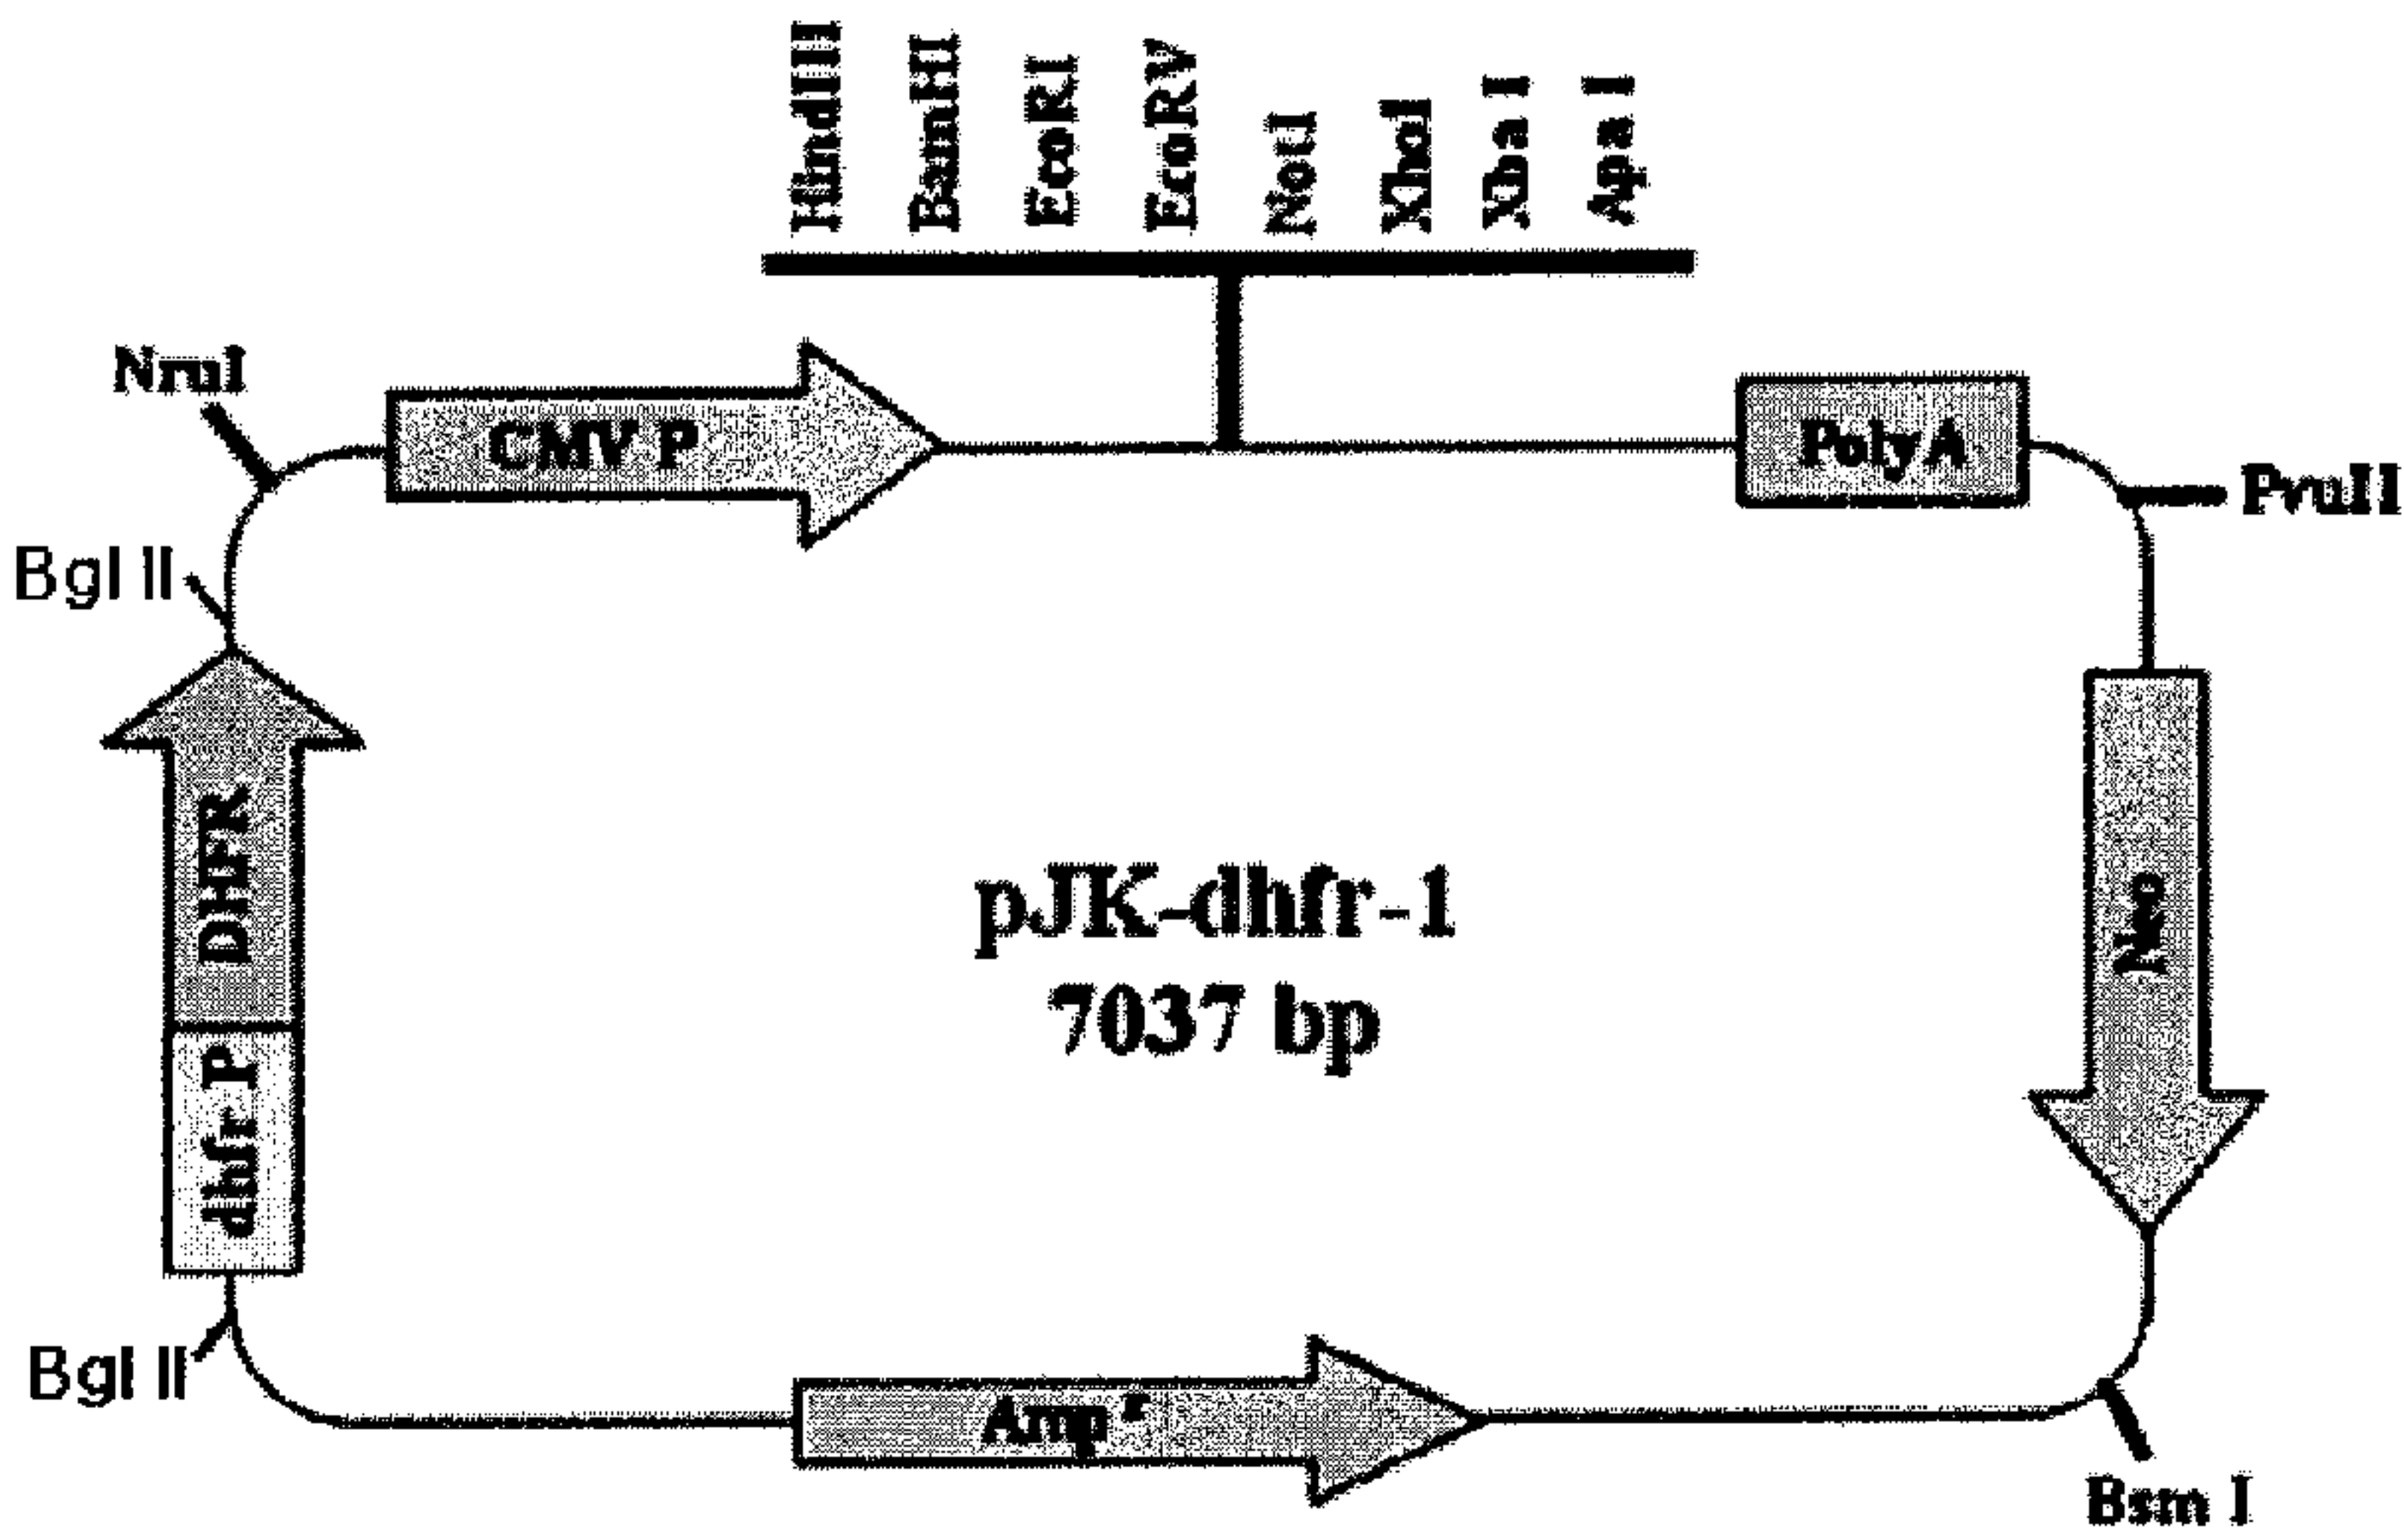 HindIII
BamHI
EcoRI
EcoRV
NotI
XhoI
Xba I
Apa I
NruI
CMV P
PolyA
PvuII
Bgl II
DHFR
dhfr P
pJK-dhfr-1
7037 bp
Neo
Bgl II
Amp r
Bsm I